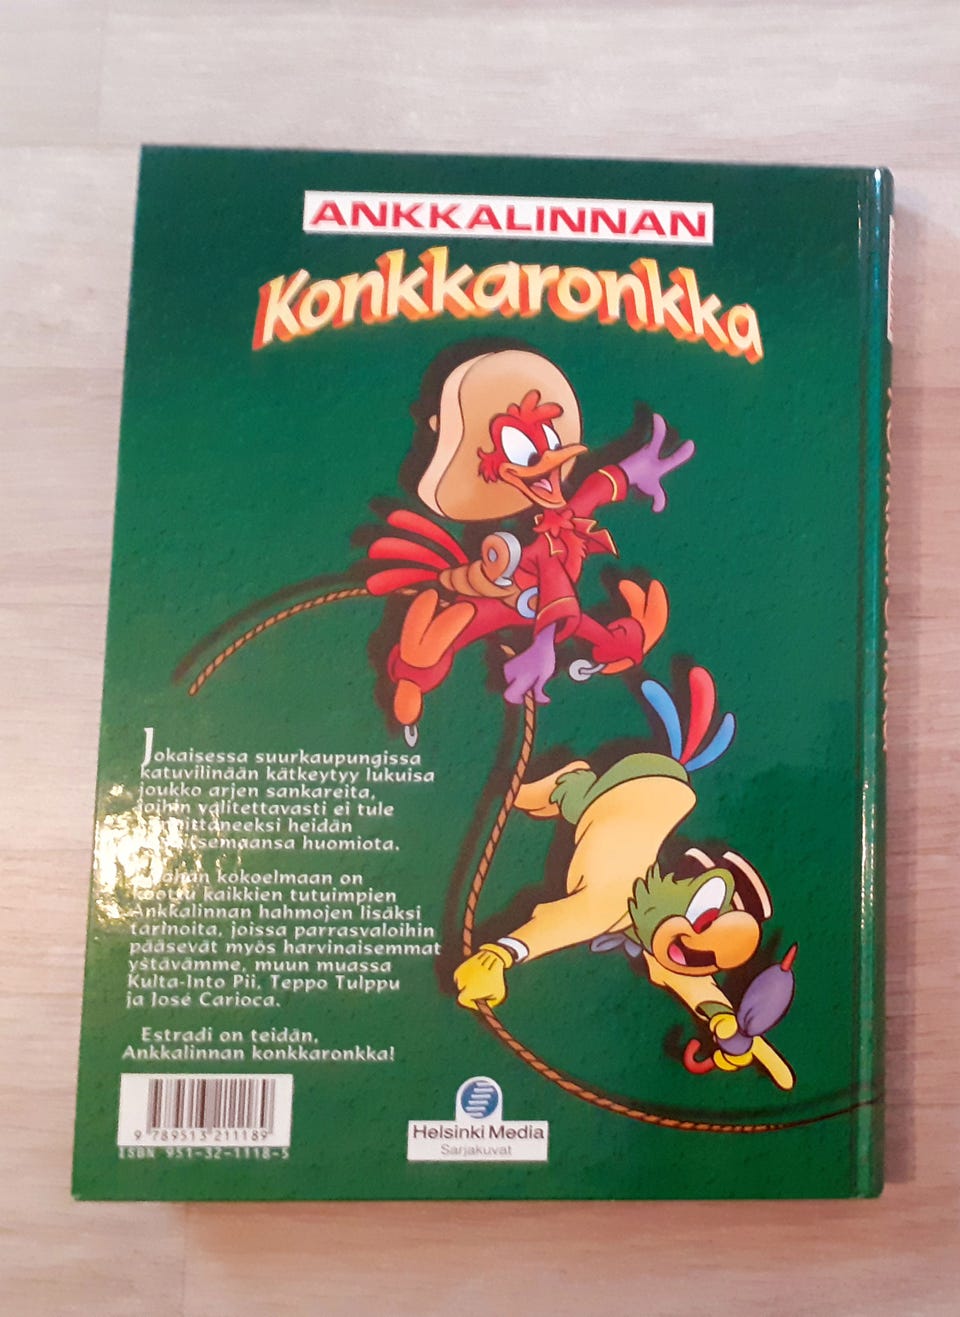 ANKKALINNAN
Konkkaronkka
Jokaisessa suurkaupungissa
katuvilinään kätkeytyy lukuisa
joukko arjen sankareita,
joihin valitettavasti ei tule
heidän
huomiota.
kokoelmaan on
koottu kaikkien tutuimpien
Ankkalinnan hahmojen lisäksi
tarinoita, joissa parrasvaloihin
pääsevät myös harvinaisemmat
ystävämme, muun muassa
Kulta-Into Pii, Teppo Tulppu
ja José Carioca.
Estradi on teidän,
Ankkalinnan konkkaronkka!
9 789513 211189
ISBN 951-32-1118-5
Helsinki Media
Sarjakuvat